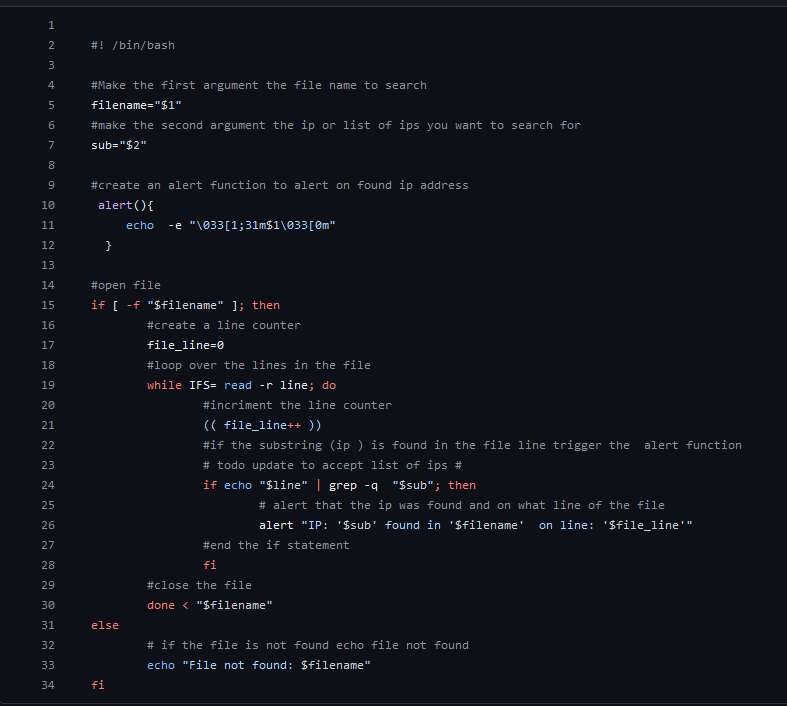 1
2 #! /bin/bash
3
4 #Make the first argument the file name to search
5 filename="$1"
6 #make the second argument the ip or list of ips you want to search for
7 sub="$2"
8
9 #create an alert function to alert on found ip address
10  alert(){
11      echo  -e "\033[1;31m$1\033[0m"
12   }
13
14 #open file
15 if [ -f "$filename" ]; then
16         #create a line counter
17         file_line=0
18         #loop over the lines in the file
19         while IFS= read -r line; do
20                 #incriment the line counter
21                 (( file_line++ ))
22                 #if the substring (ip ) is found in the file line trigger the  alert function
23                 # todo update to accept list of ips #
24                 if echo "$line" | grep -q  "$sub"; then
25                         # alert that the ip was found and on what line of the file
26                         alert "IP: '$sub' found in '$filename'  on line: '$file_line'"
27                 #end the if statement
28                 fi
29         #close the file
30         done < "$filename"
31 else
32         # if the file is not found echo file not found
33         echo "File not found: $filename"
34 fi